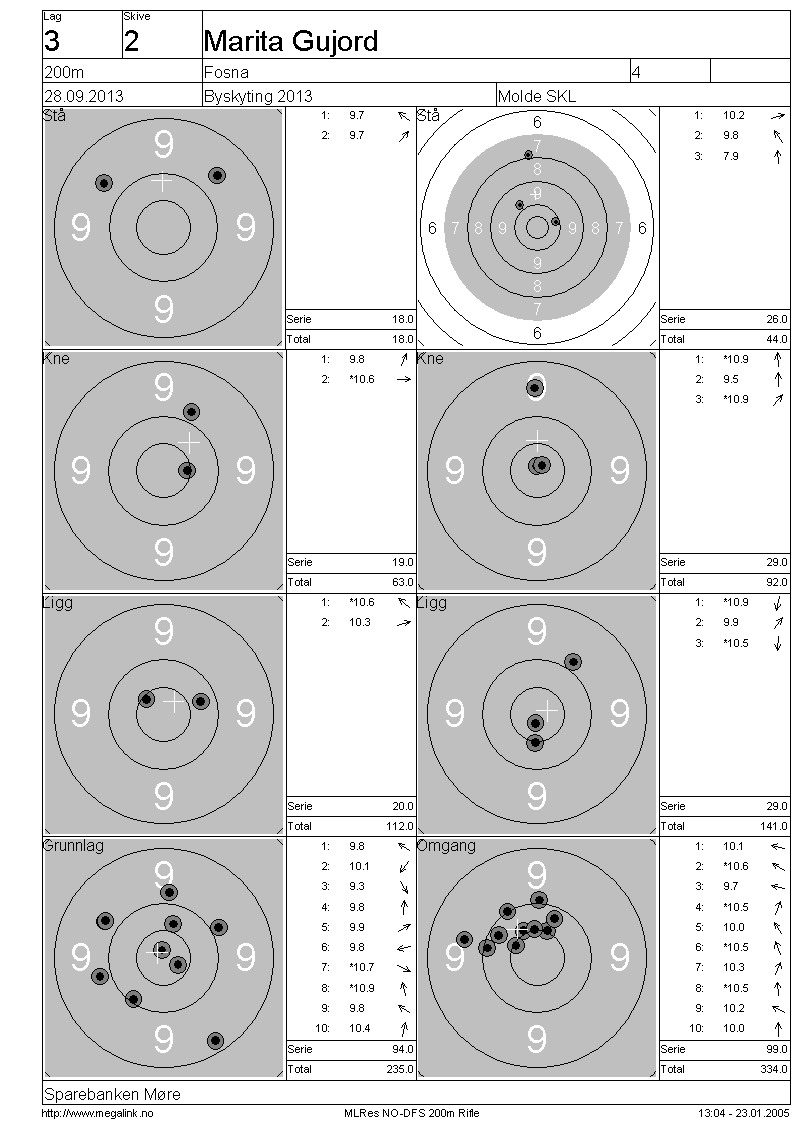 Lag Skive
3 2 Marita Gujord
200m Fosna 4
28.09.2013 Byskyting 2013 Molde SKL
Stå
9
9 9
9
1: 9.7
2: 9.7
Serie 18.0
Total 18.0
Stå
6
7
8
9
6 7 8 9 9 8 7 6
9
8
7
6
1: 10.2
2: 9.8
3: 7.9
Serie 26.0
Total 44.0
Kne
9
9 9
9
1: 9.8
2: *10.6
Serie 19.0
Total 63.0
Kne
9
9 9
9
1: *10.9
2: 9.5
3: *10.9
Serie 29.0
Total 92.0
Ligg
9
9 9
9
1: *10.6
2: 10.3
Serie 20.0
Total 112.0
Ligg
9
9 9
9
1: *10.9
2: 9.9
3: *10.5
Serie 29.0
Total 141.0
Grunnlag
9
9 9
9
1: 9.8
2: 10.1
3: 9.3
4: 9.8
5: 9.9
6: 9.8
7: *10.7
8: *10.9
9: 9.8
10: 10.4
Serie 94.0
Total 235.0
Omgang
9
9 9
9
1: 10.1
2: *10.6
3: 9.7
4: *10.5
5: 10.0
6: *10.5
7: 10.3
8: *10.5
9: 10.2
10: 10.0
Serie 99.0
Total 334.0
Sparebanken Møre
http://www.megalink.no MLRes NO-DFS 200m Rifle 13:04 - 23.01.2005